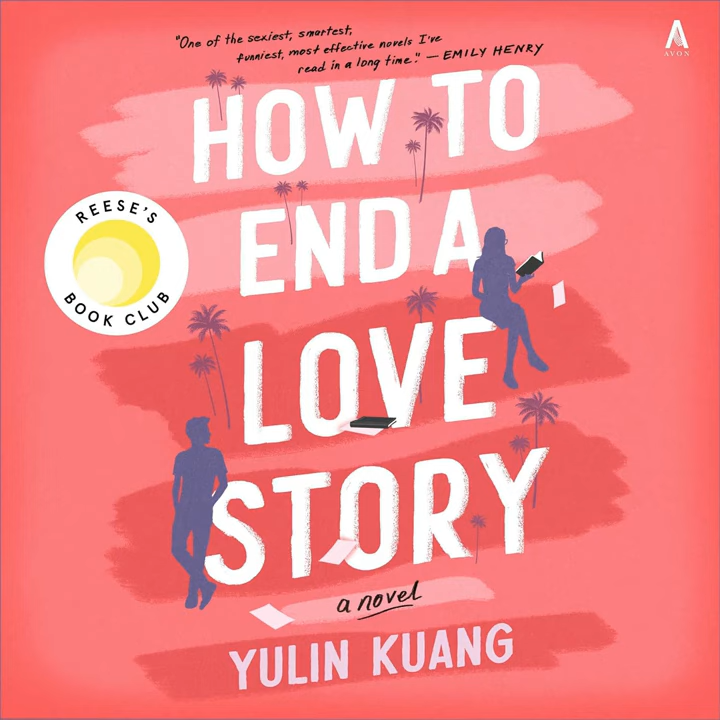 "One of the sexiest, smartest,
funniest, most effective novels I've
read in a long time." — EMILY HENRY
A
AVON
HOW TO
END A
REESE'S
BOOK CLUB
LOVE
STORY
a novel
YULIN KUANG